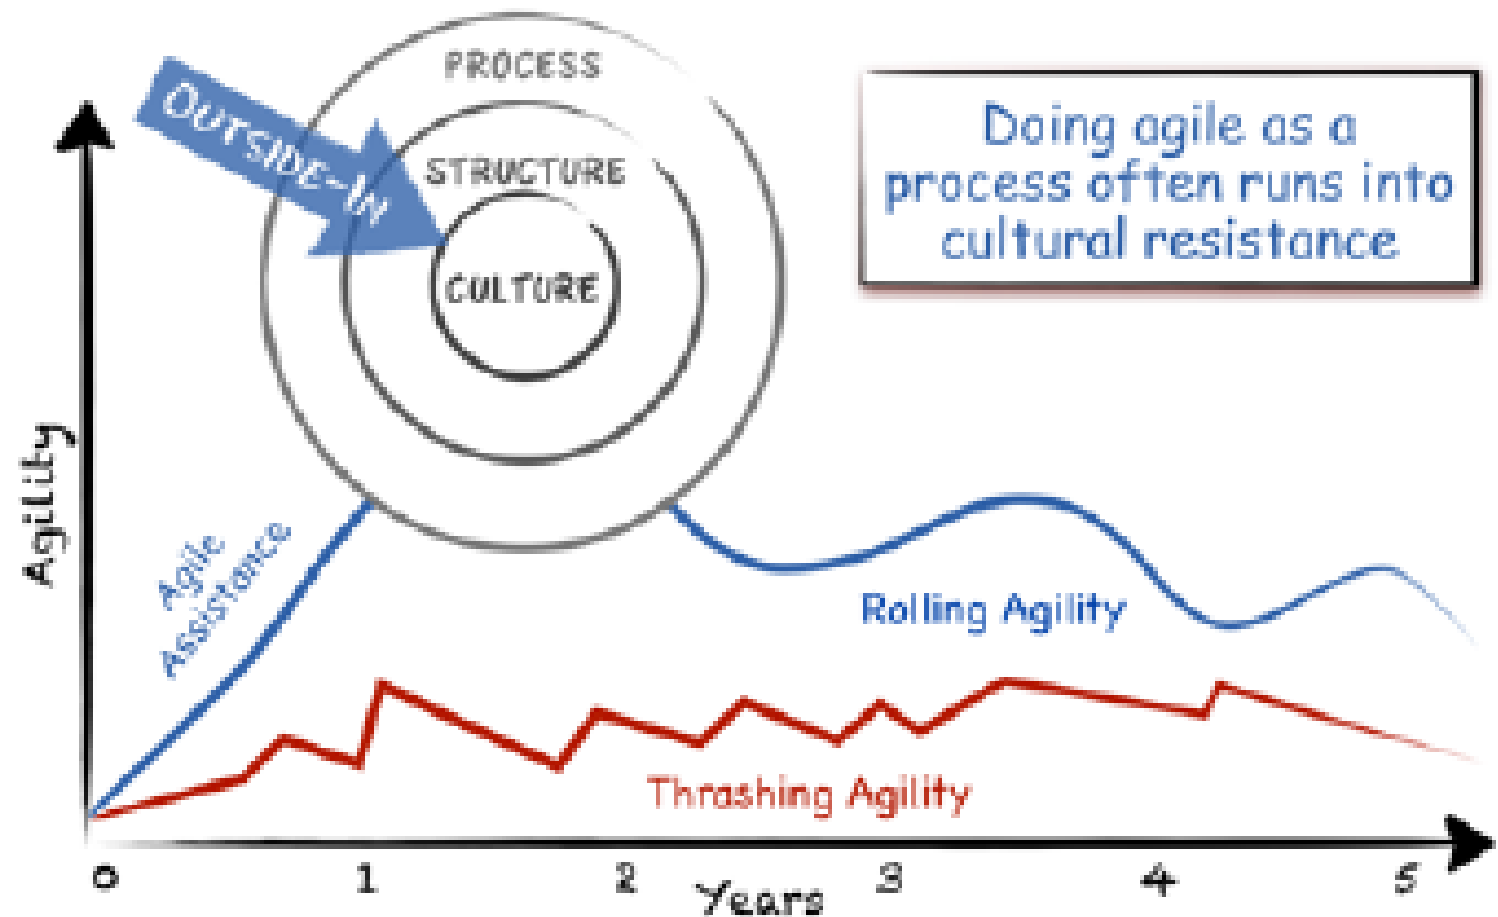 PROCESS
OUTSIDE-IN
STRUCTURE
CULTURE
Doing agile as a
process often runs into
cultural resistance
Agility
Agile
Assistance
Rolling Agility
Thrashing Agility
0 1 2 3 4 5
Years